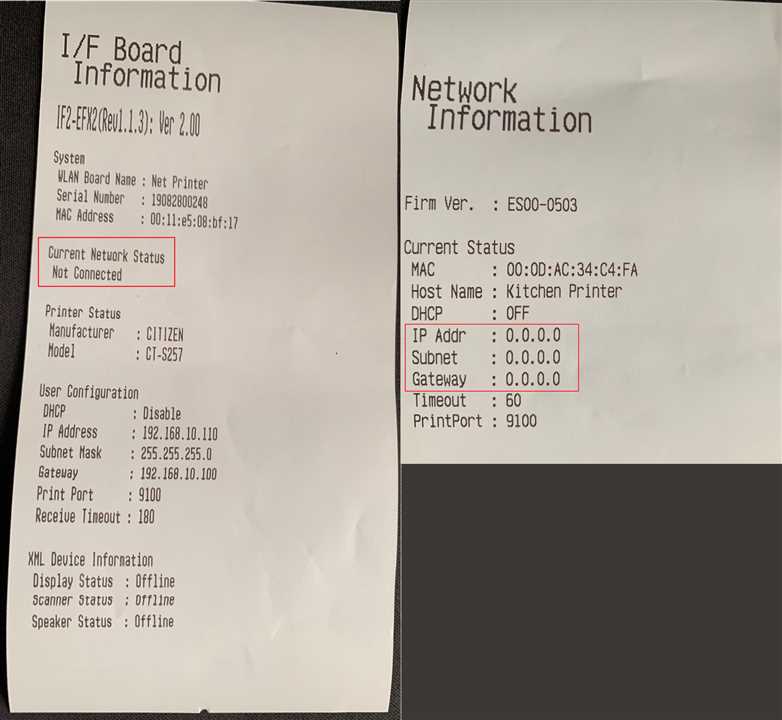 I/F Board
Information
IF2-EFX2(Rev1.1.3): Ver 2.00
System
WLAN Board Name : Net Printer
Serial Number : 19082800248
MAC Address : 00:11:e5:08:bf:17
Current Network Status
Not Connected
Printer Status
Manufacturer : CITIZEN
Model : CT-S257
User Configuration
DHCP : Disable
IP Address : 192.168.10.110
Subnet Mask : 255.255.255.0
Gateway : 192.168.10.100
Print Port : 9100
Receive Timeout : 180
XML Device Information
Display Status : Offline
Scanner Status : Offline
Speaker Status : Offline
Network
Information
Firm Ver. : ES00-0503
Current Status
MAC : 00:0D:AC:34:C4:FA
Host Name : Kitchen Printer
DHCP : OFF
IP Addr : 0.0.0.0
Subnet : 0.0.0.0
Gateway : 0.0.0.0
Timeout : 60
PrintPort : 9100